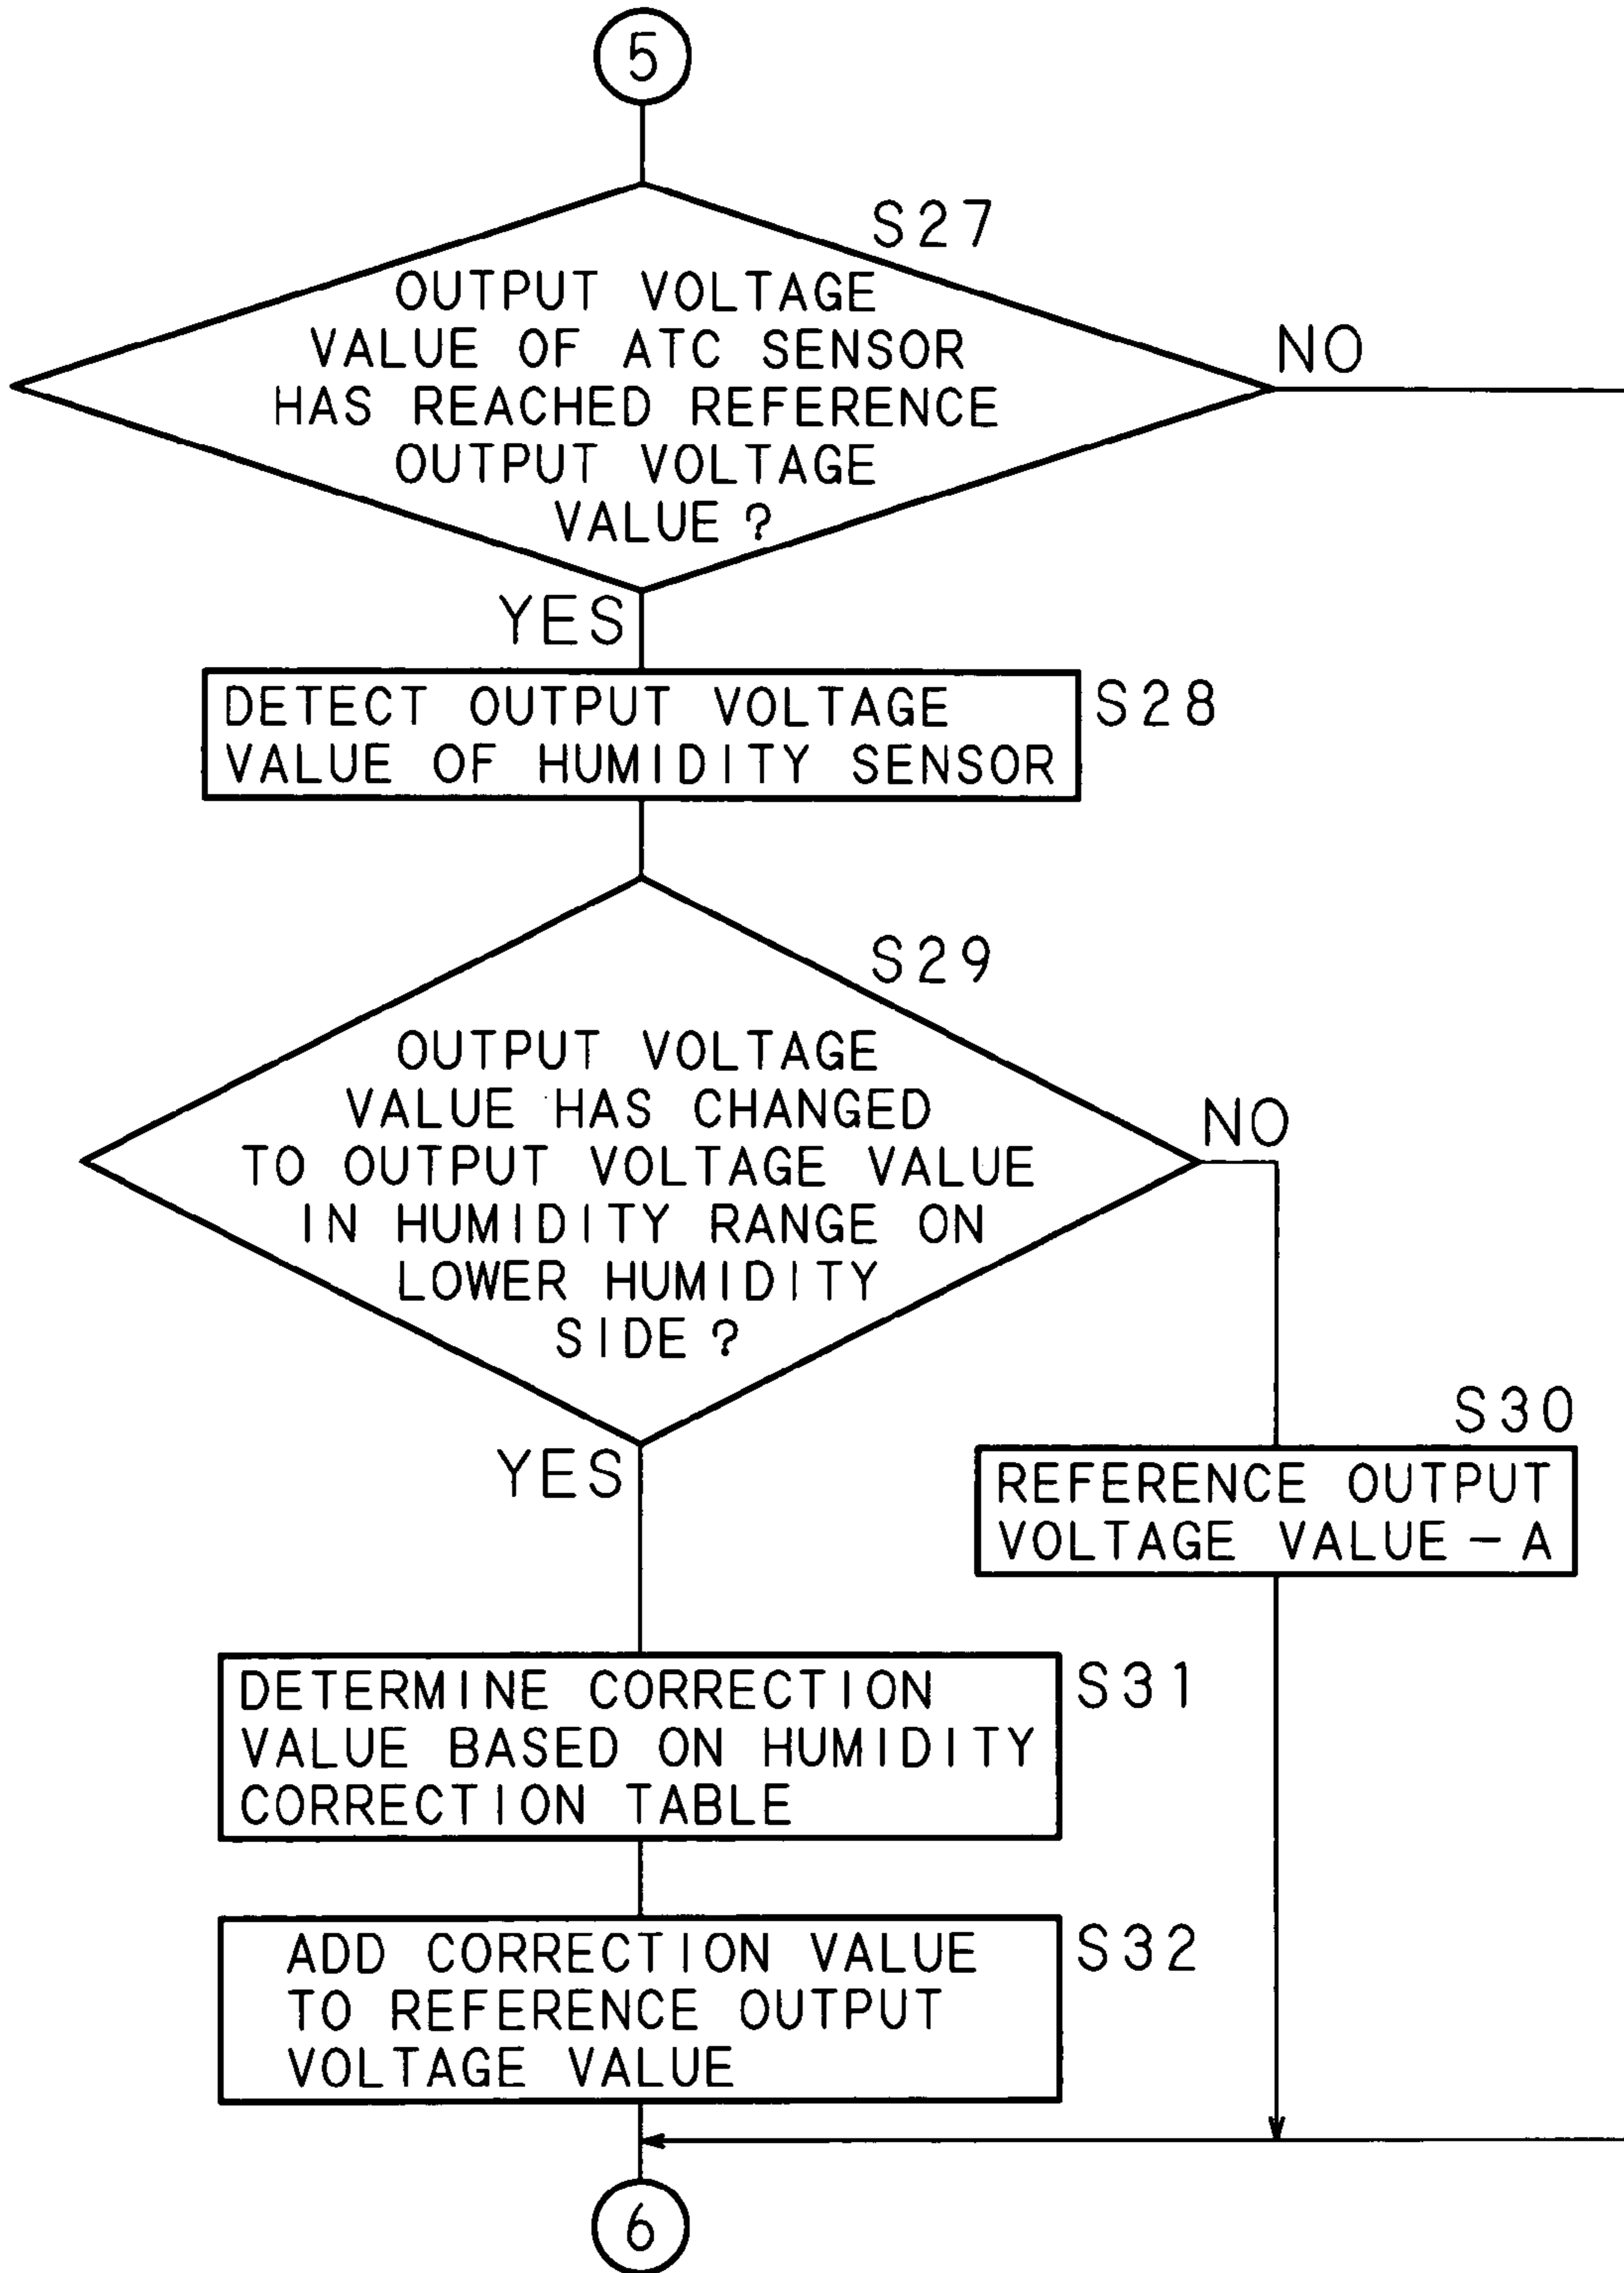 5
S27
OUTPUT VOLTAGE
VALUE OF ATC SENSOR
HAS REACHED REFERENCE
OUTPUT VOLTAGE
VALUE ?
NO
YES
DETECT OUTPUT VOLTAGE
VALUE OF HUMIDITY SENSOR
S28
S29
OUTPUT VOLTAGE
VALUE HAS CHANGED
TO OUTPUT VOLTAGE VALUE
IN HUMIDITY RANGE ON
LOWER HUMIDITY
SIDE ?
NO
YES
S30
REFERENCE OUTPUT
VOLTAGE VALUE - A
DETERMINE CORRECTION
VALUE BASED ON HUMIDITY
CORRECTION TABLE
S31
ADD CORRECTION VALUE
TO REFERENCE OUTPUT
VOLTAGE VALUE
S32
6